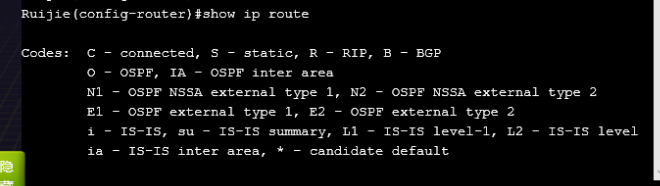 Ruijie(config-router)#show ip route
Codes:  C - connected, S - static, R - RIP, B - BGP
O - OSPF, IA - OSPF inter area
N1 - OSPF NSSA external type 1, N2 - OSPF NSSA external type 2
E1 - OSPF external type 1, E2 - OSPF external type 2
i - IS-IS, su - IS-IS summary, L1 - IS-IS level-1, L2 - IS-IS level
ia - IS-IS inter area, * - candidate default
隐
藏